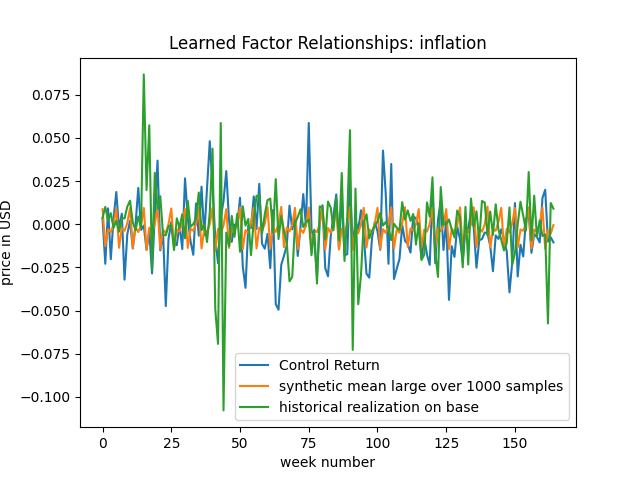 Learned Factor Relationships: inflation
price in USD
0.075
0.050
0.025
0.000
−0.025
−0.050
−0.075
−0.100
Control Return
synthetic mean large over 1000 samples
historical realization on base
0 25 50 75 100 125 150
week number